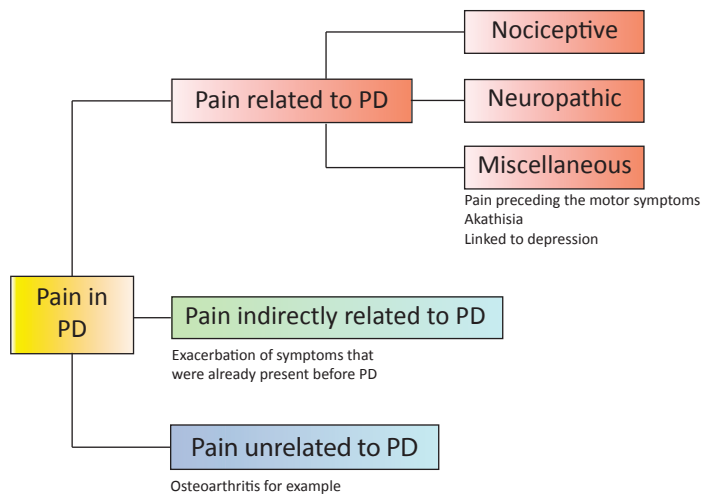 Nociceptive
Pain related to PD
Neuropathic
Miscellaneous
Pain preceding the motor symptoms
Akathisia
Linked to depression
Pain in
PD
Pain indirectly related to PD
Exacerbation of symptoms that
were already present before PD
Pain unrelated to PD
Osteoarthritis for example